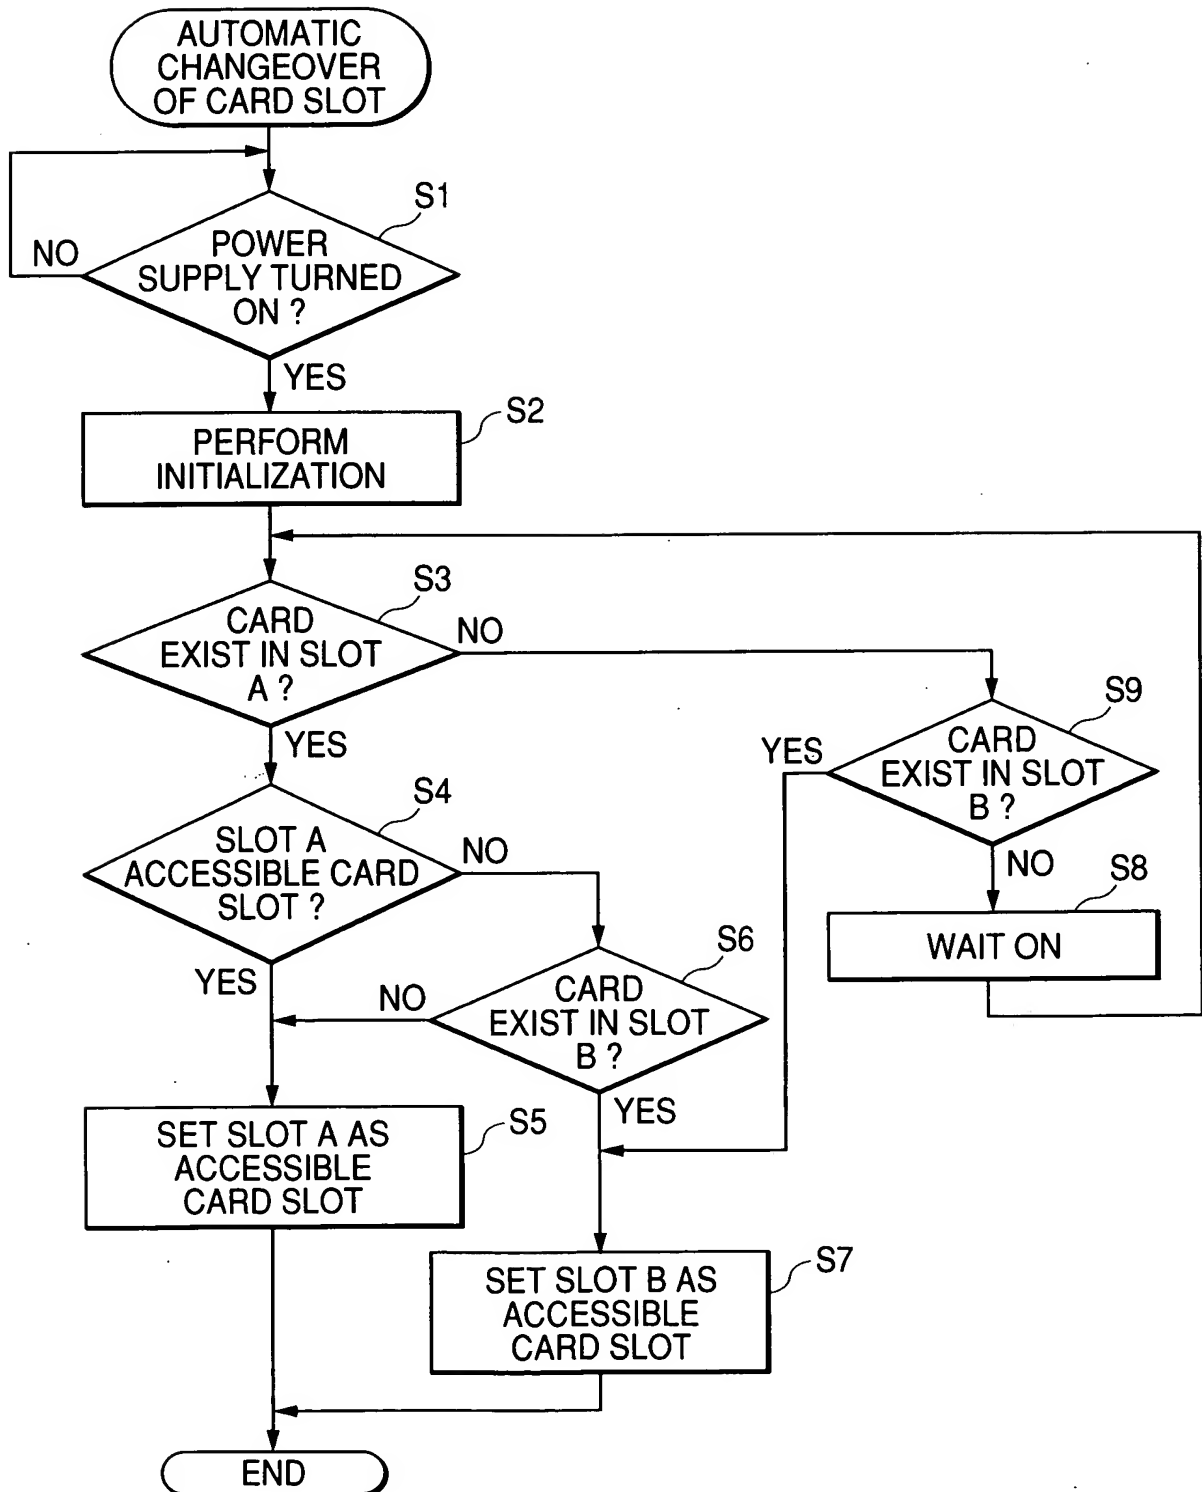 AUTOMATIC
CHANGEOVER
OF CARD SLOT
S1
NO
POWER
SUPPLY TURNED
ON ?
YES
S2
PERFORM
INITIALIZATION
S3
CARD
EXIST IN SLOT
A ?
NO
YES
S9
YES
CARD
EXIST IN SLOT
B ?
NO
S4
SLOT A
ACCESSIBLE CARD
SLOT ?
NO
YES
S8
WAIT ON
S6
NO
CARD
EXIST IN SLOT
B ?
YES
S5
SET SLOT A AS
ACCESSIBLE
CARD SLOT
S7
SET SLOT B AS
ACCESSIBLE
CARD SLOT
END